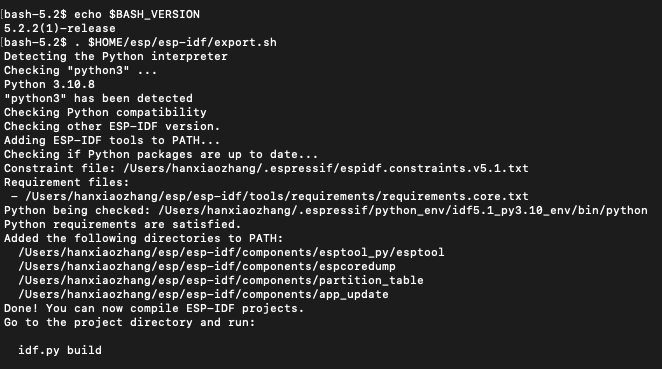 [bash-5.2$ echo $BASH_VERSION
5.2.2(1)-release
[bash-5.2$ . $HOME/esp/esp-idf/export.sh
Detecting the Python interpreter
Checking "python3" ...
Python 3.10.8
"python3" has been detected
Checking Python compatibility
Checking other ESP-IDF version.
Adding ESP-IDF tools to PATH...
Checking if Python packages are up to date...
Constraint file: /Users/hanxiaozhang/.espressif/espidf.constraints.v5.1.txt
Requirement files:
 - /Users/hanxiaozhang/esp/esp-idf/tools/requirements/requirements.core.txt
Python being checked: /Users/hanxiaozhang/.espressif/python_env/idf5.1_py3.10_env/bin/python
Python requirements are satisfied.
Added the following directories to PATH:
  /Users/hanxiaozhang/esp/esp-idf/components/esptool_py/esptool
  /Users/hanxiaozhang/esp/esp-idf/components/espcoredump
  /Users/hanxiaozhang/esp/esp-idf/components/partition_table
  /Users/hanxiaozhang/esp/esp-idf/components/app_update
Done! You can now compile ESP-IDF projects.
Go to the project directory and run:

  idf.py build